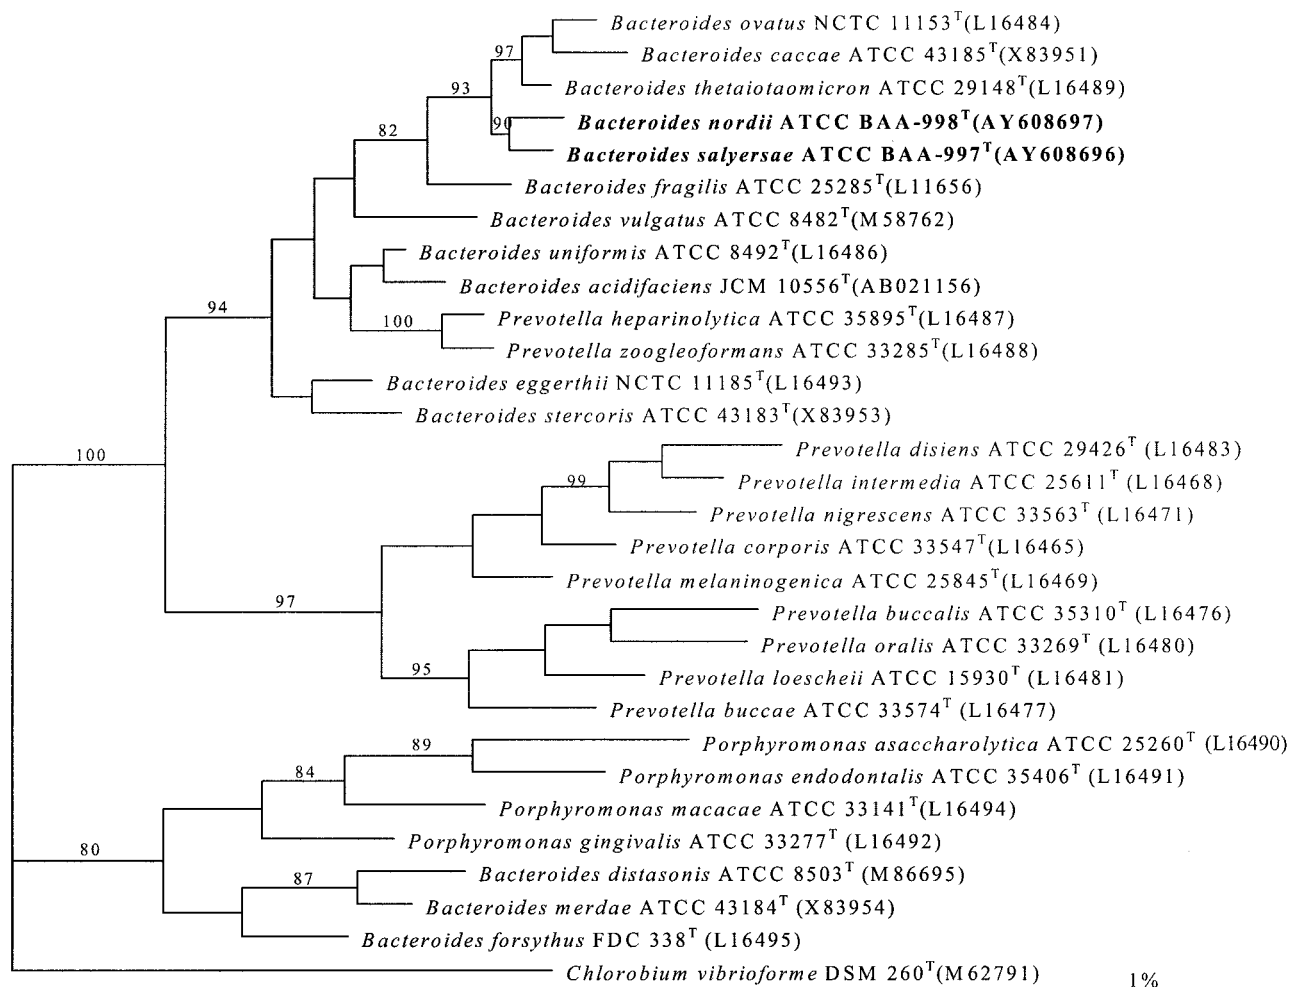 Bacteroides ovatus NCTC 11153T(L16484)
Bacteroides caccae ATCC 43185T(X83951)
97
Bacteroides thetaiotaomicron ATCC 29148T(L16489)
93
Bacteroides nordii ATCC BAA-998T(AY608697)
90
82
Bacteroides salyersae ATCC BAA-997T(AY608696)
Bacteroides fragilis ATCC 25285T(L11656)
Bacteroides vulgatus ATCC 8482T(M58762)
Bacteroides uniformis ATCC 8492T(L16486)
Bacteroides acidifaciens JCM 10556T(AB021156)
94
Prevotella heparinolytica ATCC 35895T(L16487)
100
Prevotella zoogleoformans ATCC 33285T(L16488)
Bacteroides eggerthii NCTC 11185T(L16493)
Bacteroides stercoris ATCC 43183T(X83953)
Prevotella disiens ATCC 29426T (L16483)
100
Prevotella intermedia ATCC 25611T (L16468)
99
Prevotella nigrescens ATCC 33563T (L16471)
Prevotella corporis ATCC 33547T(L16465)
Prevotella melaninogenica ATCC 25845T(L16469)
97
Prevotella buccalis ATCC 35310T (L16476)
Prevotella oralis ATCC 33269T (L16480)
95
Prevotella loescheii ATCC 15930T (L16481)
Prevotella buccae ATCC 33574T (L16477)
89
Porphyromonas asaccharolytica ATCC 25260T (L16490)
84
Porphyromonas endodontalis ATCC 35406T (L16491)
Porphyromonas macacae ATCC 33141T(L16494)
Porphyromonas gingivalis ATCC 33277T (L16492)
80
87
Bacteroides distasonis ATCC 8503T (M86695)
Bacteroides merdae ATCC 43184T (X83954)
Bacteroides forsythus FDC 338T (L16495)
Chlorobium vibrioforme DSM 260T(M62791)
1%